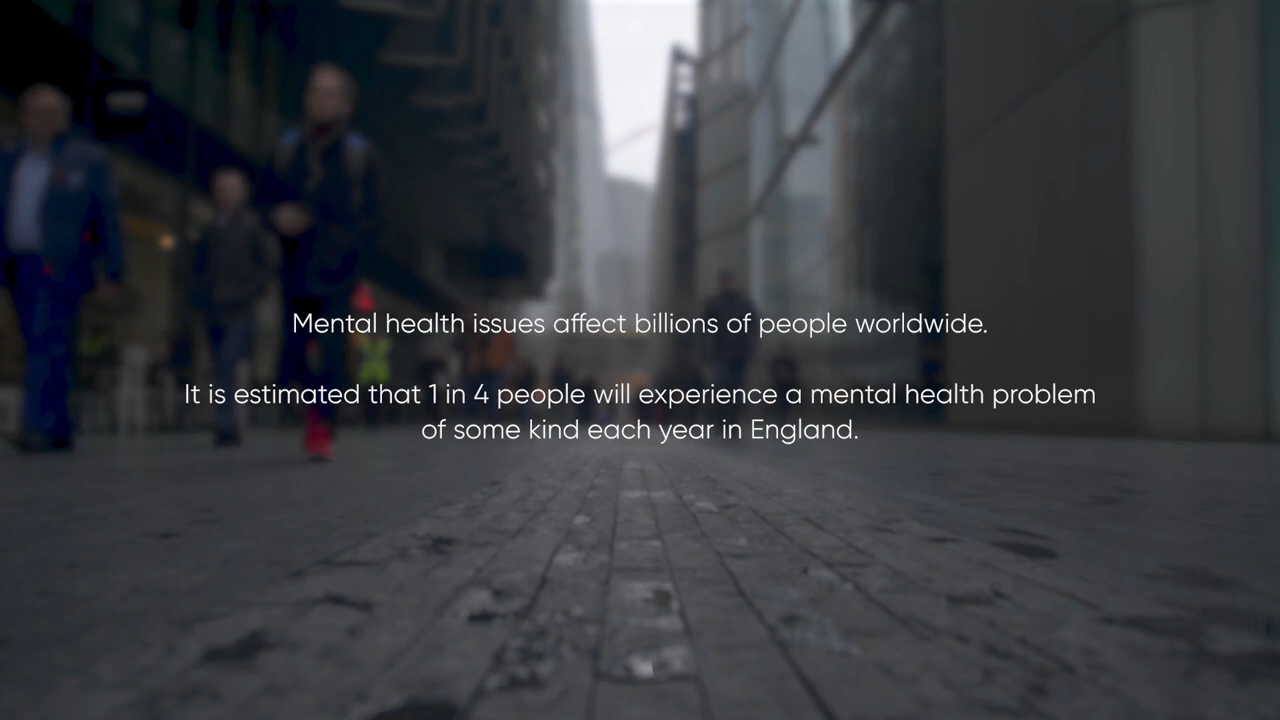 Mental health issues affect billions of people worldwide.
It is estimated that 1 in 4 people will experience a mental health problem
of some kind each year in England.